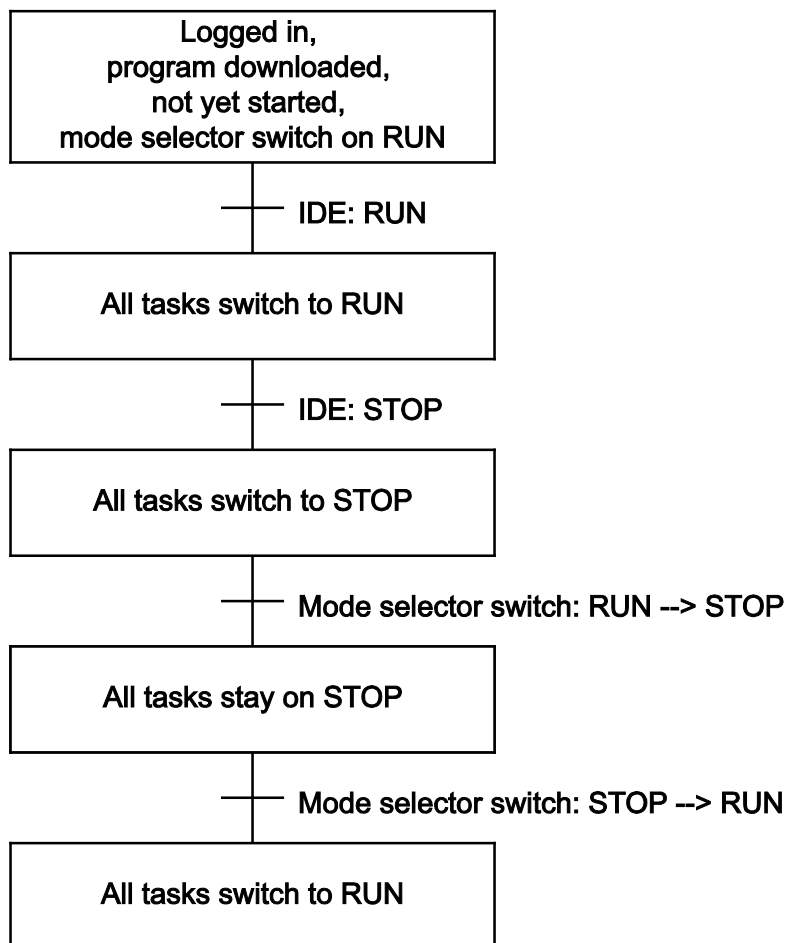 Logged in,
program downloaded,
not yet started,
mode selector switch on RUN
IDE: RUN
All tasks switch to RUN
IDE: STOP
All tasks switch to STOP
Mode selector switch: RUN --> STOP
All tasks stay on STOP
Mode selector switch: STOP --> RUN
All tasks switch to RUN